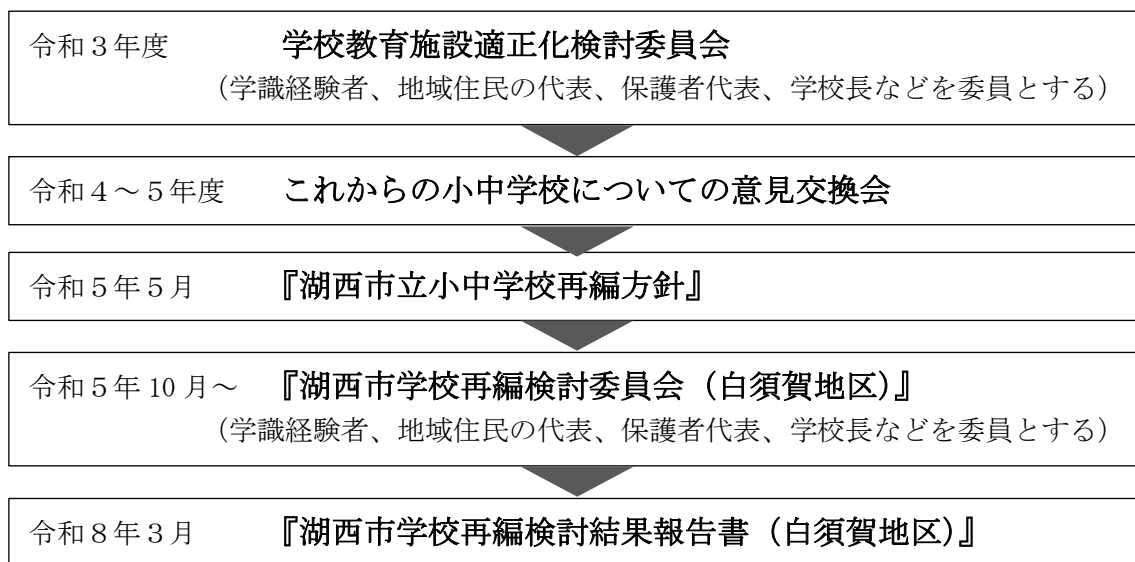 令和３年度 学校教育施設適正化検討委員会
（学識経験者、地域住民の代表、保護者代表、学校長などを委員とする）
令和４～５年度 これからの小中学校についての意見交換会
令和５年５月 『湖西市立小中学校再編方針』
令和５年 10 月～ 『湖西市学校再編検討委員会（白須賀地区）』
（学識経験者、地域住民の代表、保護者代表、学校長などを委員とする）
令和８年３月 『湖西市学校再編検討結果報告書（白須賀地区）』